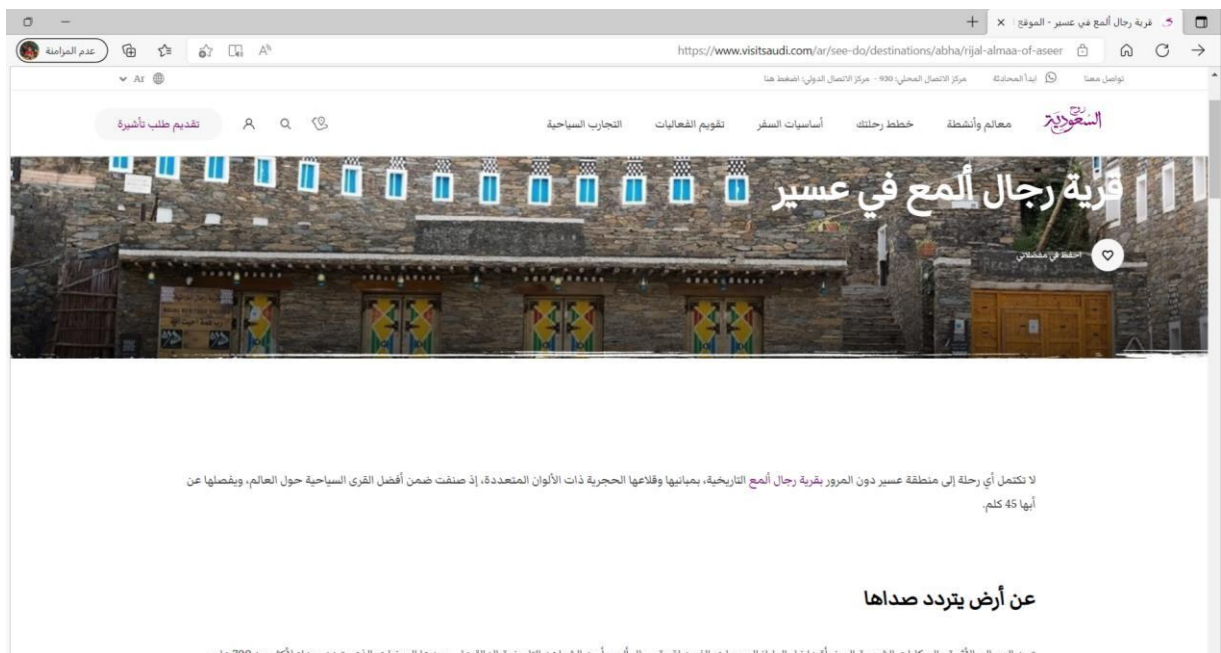 قرية رجال ألمع في عسير - الموقع
عدم المزامنة
https://www.visitsaudi.com/ar/see-do/destinations/abha/rijal-almaa-of-aseer
تواصل معنا ابدأ المحادثة مركز الاتصال المحلي: 930 - مركز الاتصال الدولي: اضغط هنا Ar
روح السعودية معالم وأنشطة خطط رحلتك أساسيات السفر تقويم الفعاليات التجارب السياحية تقديم طلب تأشيرة
قرية رجال ألمع في عسير
احفظ في مفضلاتي
لا تكتمل أي رحلة إلى منطقة عسير دون المرور بقرية رجال ألمع التاريخية، بمبانيها وقلاعها الحجرية ذات الألوان المتعددة، إذ صنفت ضمن أفضل القرى السياحية حول العالم، ويفصلها عن
أبها 45 كلم.
عن أرض يتردد صداها